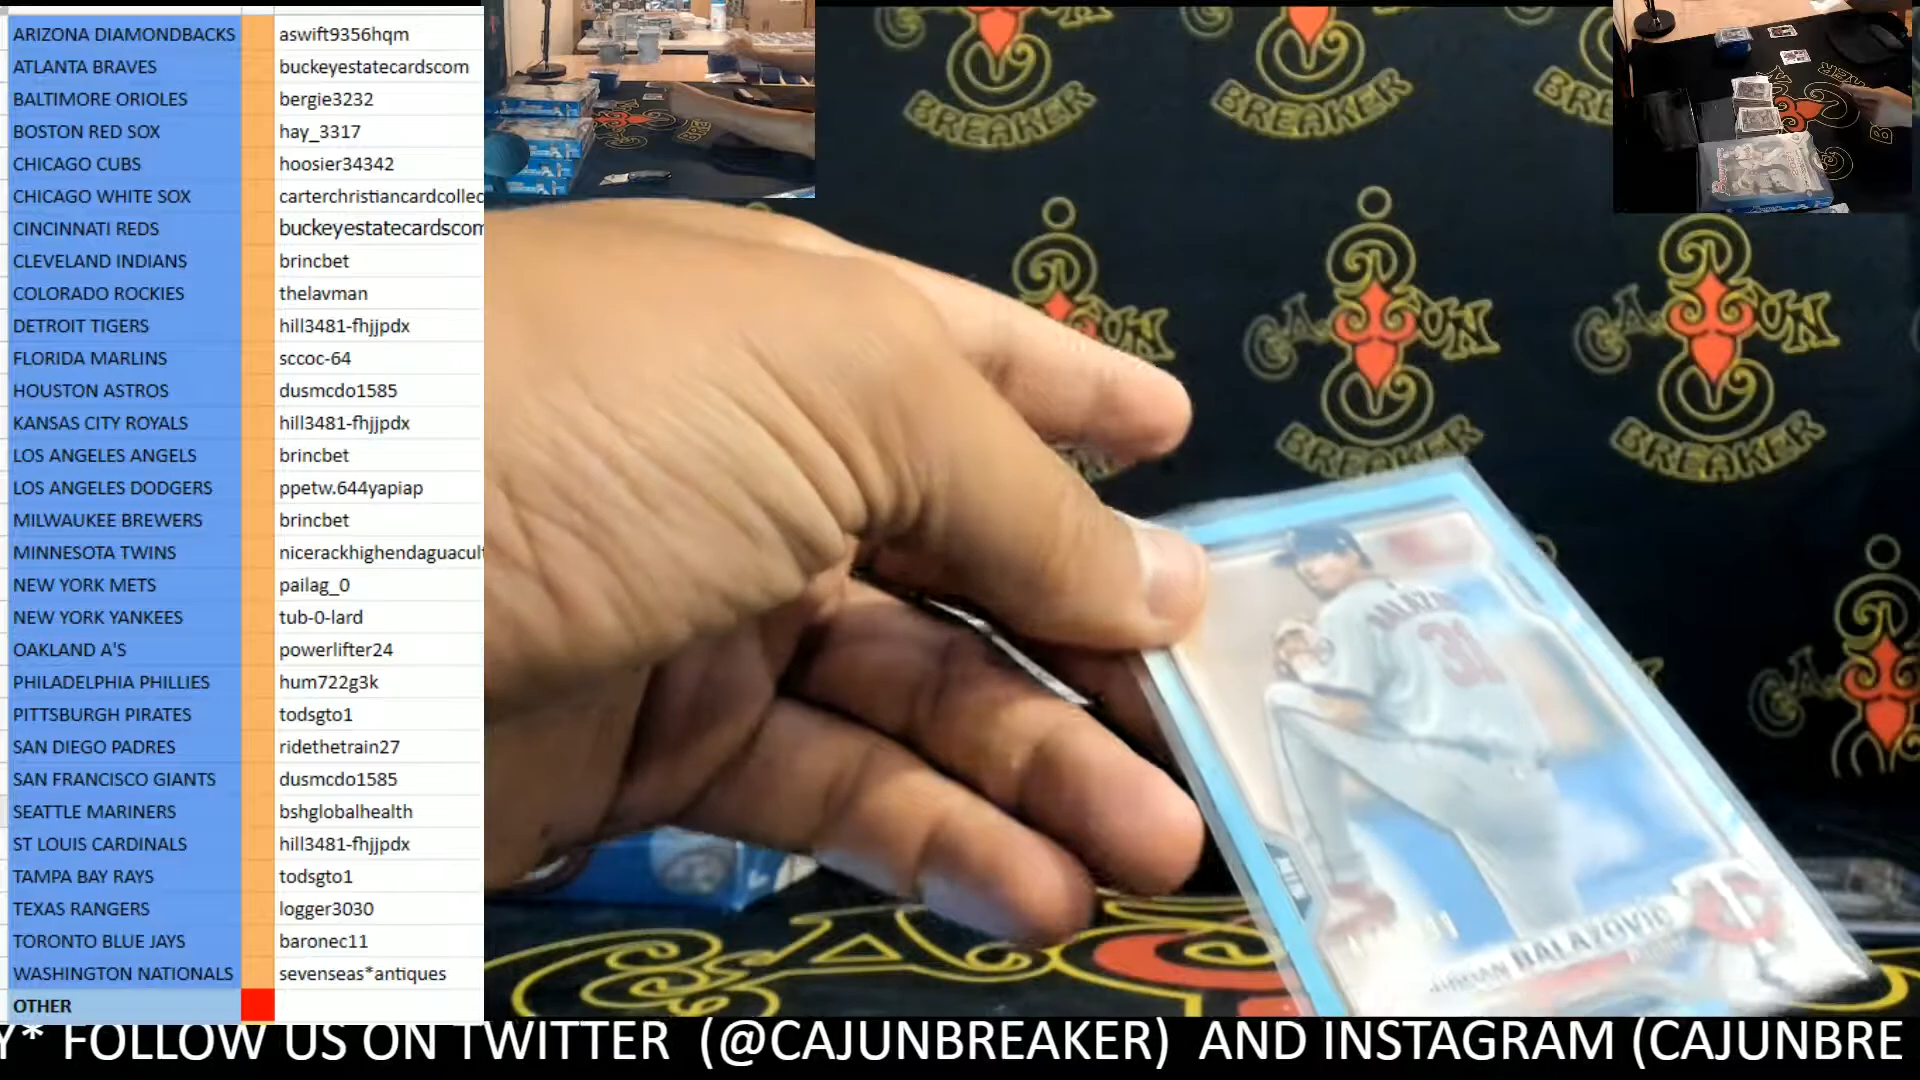 ARIZONA DIAMONDBACKS aswift9356hqm
ATLANTA BRAVES buckeyestatecardscom
BALTIMORE ORIOLES bergie3232
BOSTON RED SOX hay_3317
CHICAGO CUBS hoosier34342
CHICAGO WHITE SOX carterchristiancardcollec
CINCINNATI REDS buckeyestatecardscom
CLEVELAND INDIANS brincbet
COLORADO ROCKIES thelavman
DETROIT TIGERS hill3481-fhjjpdx
FLORIDA MARLINS sccoc-64
HOUSTON ASTROS dusmcdo1585
KANSAS CITY ROYALS hill3481-fhjjpdx
LOS ANGELES ANGELS brincbet
LOS ANGELES DODGERS ppetw.644yapiap
MILWAUKEE BREWERS brincbet
MINNESOTA TWINS nicerackhighendaguacult
NEW YORK METS pailag_0
NEW YORK YANKEES tub-0-lard
OAKLAND A'S powerlifter24
PHILADELPHIA PHILLIES hum722g3k
PITTSBURGH PIRATES todsgto1
SAN DIEGO PADRES ridethetrain27
SAN FRANCISCO GIANTS dusmcdo1585
SEATTLE MARINERS bshglobalhealth
ST LOUIS CARDINALS hill3481-fhjjpdx
TAMPA BAY RAYS todsgto1
TEXAS RANGERS logger3030
TORONTO BLUE JAYS baronec11
WASHINGTON NATIONALS sevenseas*antiques
OTHER
BREAKER
BREAKER
CAJUN
BREAKER
CAJUN
BREAKER
BALAZOVIC
Y* FOLLOW US ON TWITTER (@CAJUNBREAKER) AND INSTAGRAM (CAJUNBRE